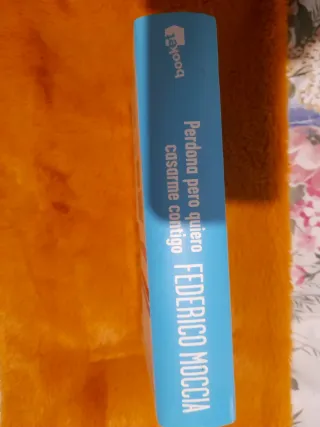 booket
Perdona pero quiero
casarme contigo
FEDERICO MOCCIA